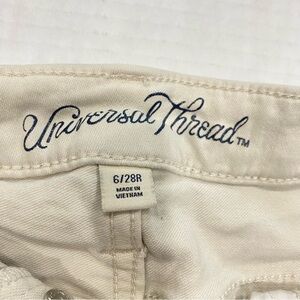 Universal Thread™
6/28R
MADE IN
VIETNAM